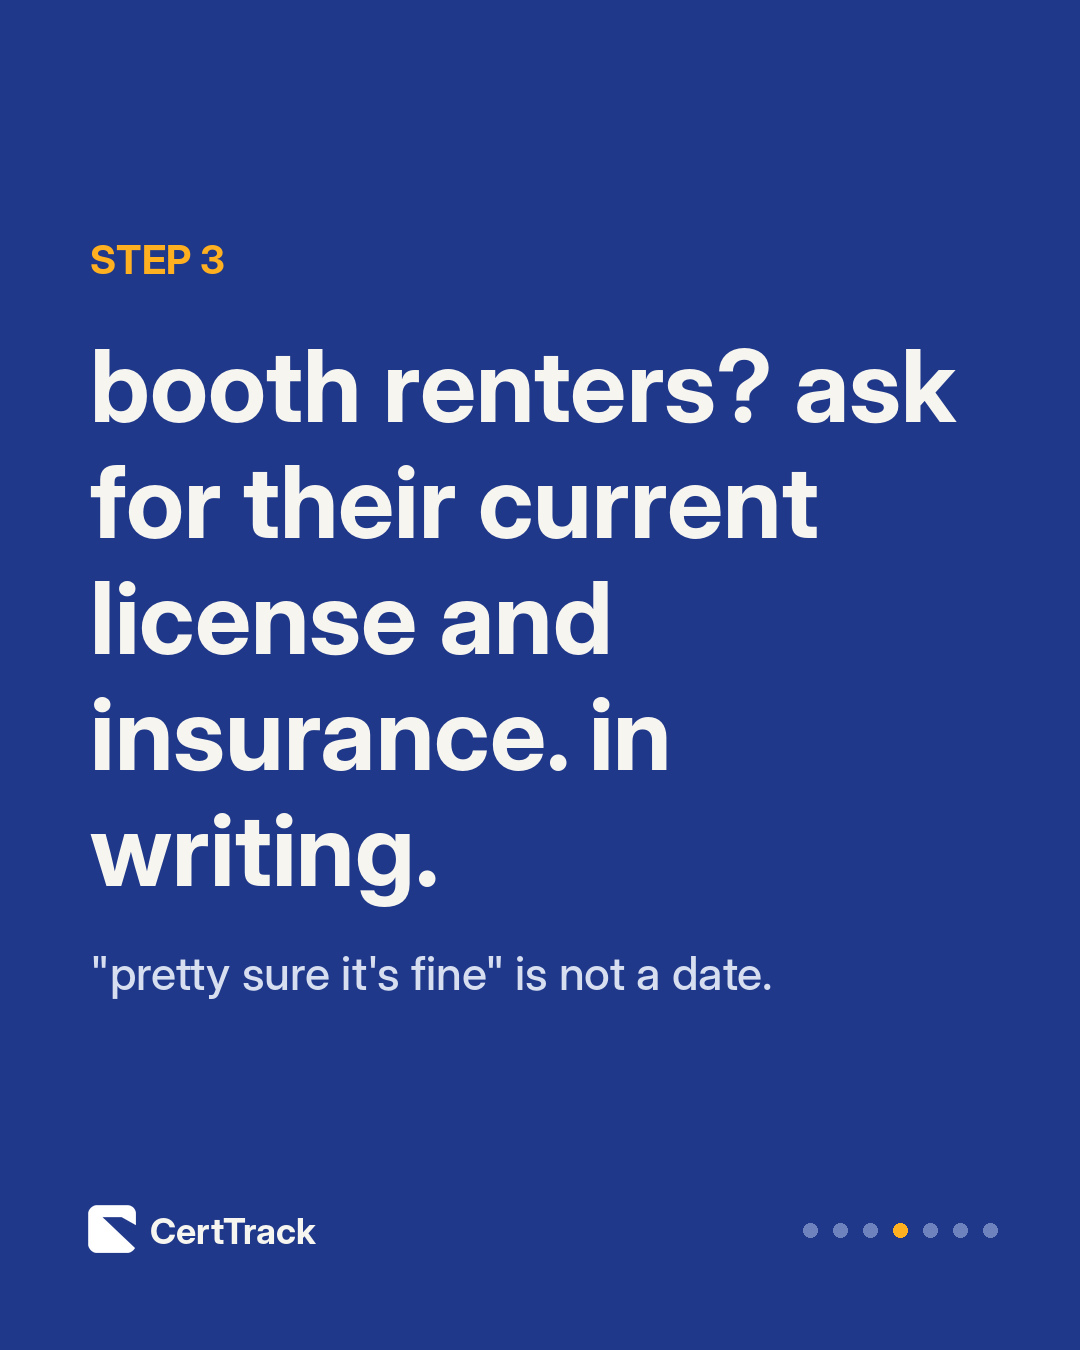 STEP 3
booth renters? ask
for their current
license and
insurance. in
writing.
"pretty sure it's fine" is not a date.
CertTrack